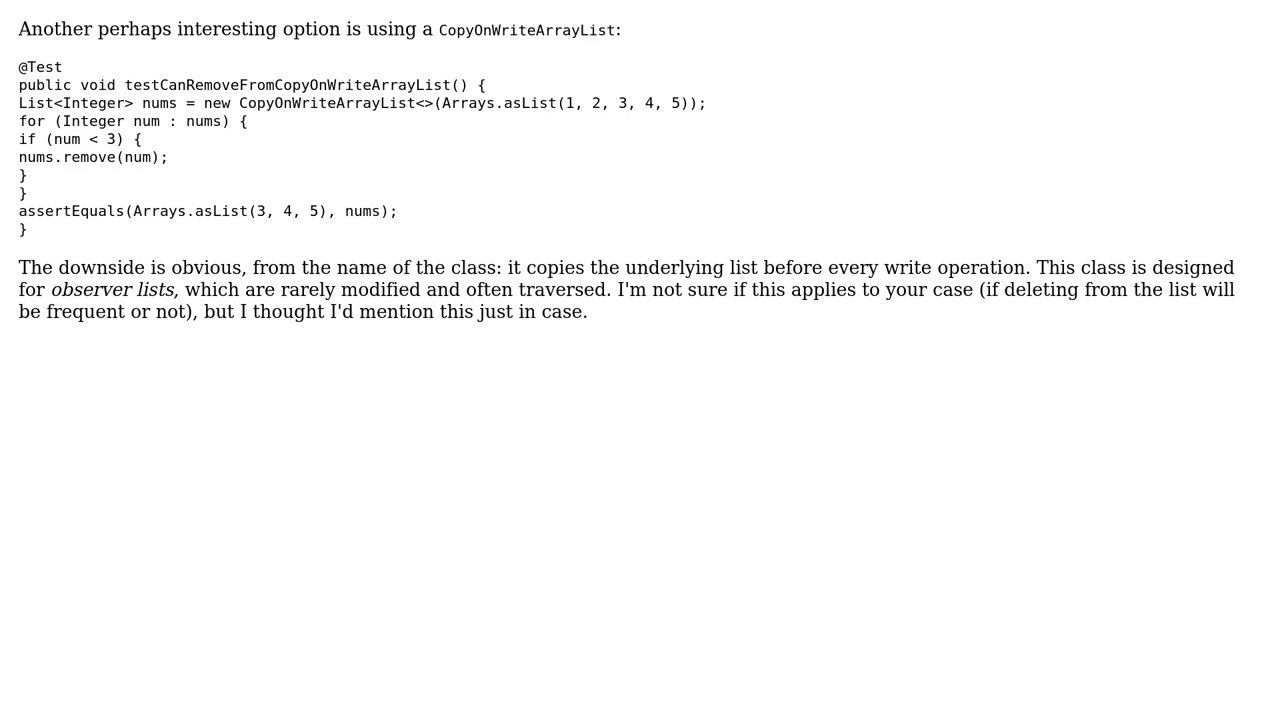 Another perhaps interesting option is using a CopyOnWriteArrayList:
@Test
public void testCanRemoveFromCopyOnWriteArrayList() {
List<Integer> nums = new CopyOnWriteArrayList<>(Arrays.asList(1, 2, 3, 4, 5));
for (Integer num : nums) {
if (num < 3) {
nums.remove(num);
}
}
assertEquals(Arrays.asList(3, 4, 5), nums);
}
The downside is obvious, from the name of the class: it copies the underlying list before every write operation. This class is designed
for observer lists, which are rarely modified and often traversed. I'm not sure if this applies to your case (if deleting from the list will
be frequent or not), but I thought I'd mention this just in case.